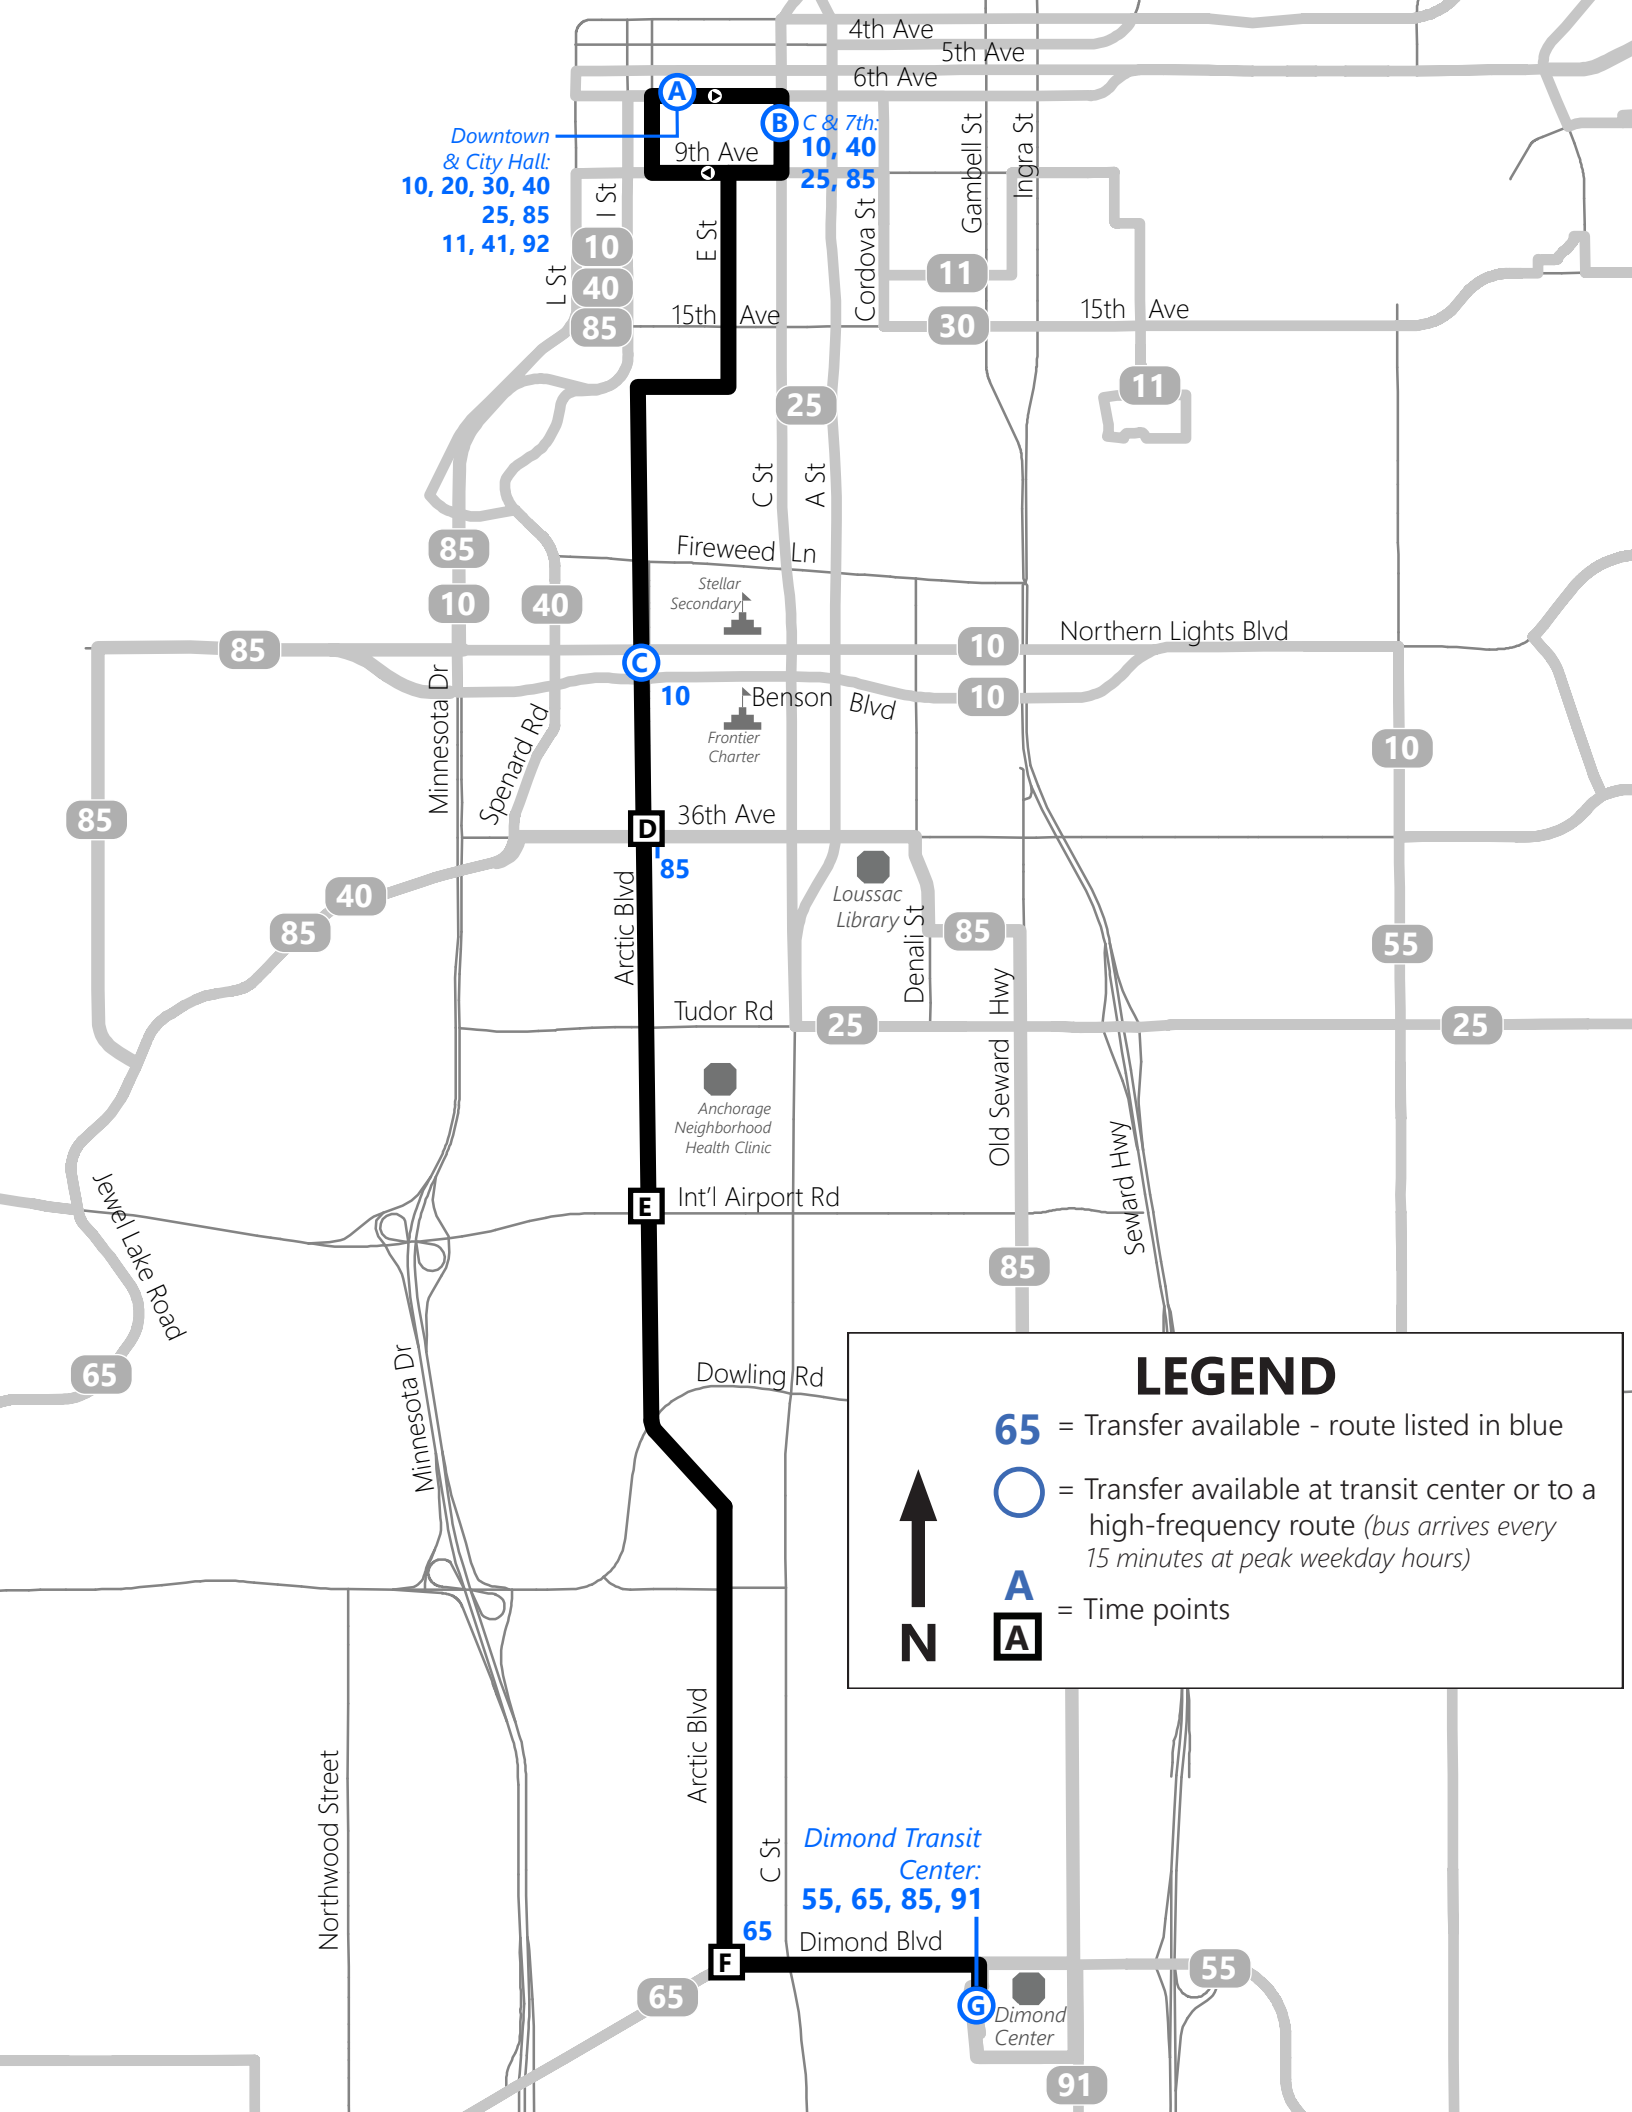 4th Ave
5th Ave
6th Ave
A
B
C & 7th:
10, 40
25, 85
Downtown
& City Hall:
10, 20, 30, 40
25, 85
11, 41, 92
9th Ave
I St
E St
L St
Cordova St
Gambell St
Ingra St
10
40
85
11
30
15th Ave
15th Ave
11
25
C St
A St
85
10
40
Fireweed Ln
Stellar
Secondary
Northern Lights Blvd
85
10
C
10
10
Benson Blvd
Frontier
Charter
Minnesota Dr
Spenard Rd
10
85
D
36th Ave
85
40
85
Arctic Blvd
Loussac
Library
Denali St
85
55
Old Seward Hwy
Tudor Rd
25
25
Anchorage
Neighborhood
Health Clinic
Seward Hwy
E
Int'l Airport Rd
Jewel Lake Road
85
65
Minnesota Dr
Dowling Rd
LEGEND
65 = Transfer available - route listed in blue
= Transfer available at transit center or to a
high-frequency route (bus arrives every
15 minutes at peak weekday hours)
A
= Time points
A
N
Arctic Blvd
Northwood Street
C St
Dimond Transit
Center:
55, 65, 85, 91
65
Dimond Blvd
F
55
65
G
Dimond
Center
91